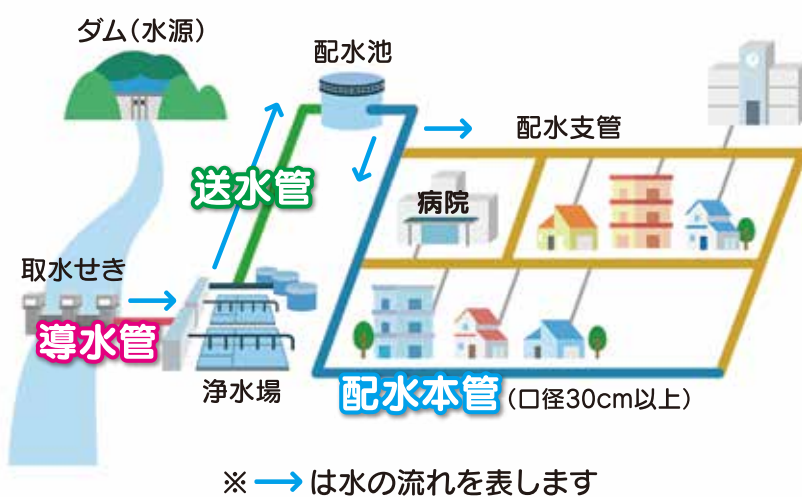 ダム(水源)
配水池
配水支管
送水管
病院
取水せき
導水管
浄水場
配水本管(口径30cm以上)
※→は水の流れを表します